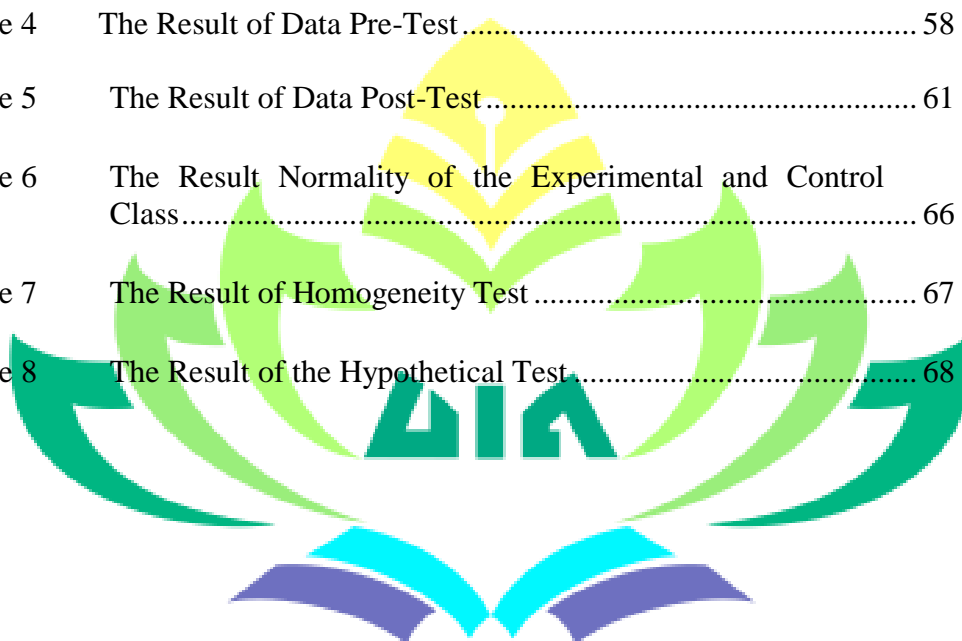 e 4 The Result of Data Pre-Test ................................................... 58
e 5 The Result of Data Post-Test ................................................ 61
e 6 The Result Normality of the Experimental and Control
Class.................................................................................. 66
e 7 The Result of Homogeneity Test ........................................... 67
e 8 The Result of the Hypothetical Test ...................................... 68